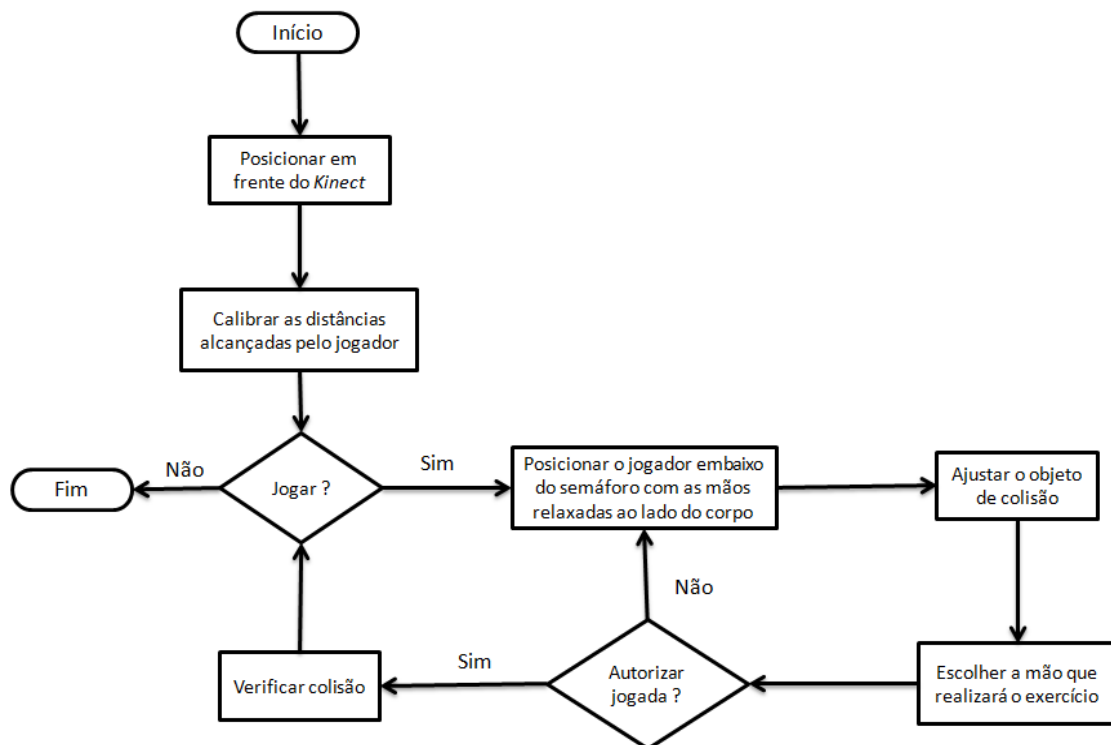 Início
Posicionar em
frente do Kinect
Calibrar as distâncias
alcançadas pelo jogador
Jogar ?
Não
Fim
Sim
Posicionar o jogador embaixo
do semáforo com as mãos
relaxadas ao lado do corpo
Ajustar o objeto
de colisão
Escolher a mão que
realizará o exercício
Autorizar
jogada ?
Não
Sim
Verificar colisão